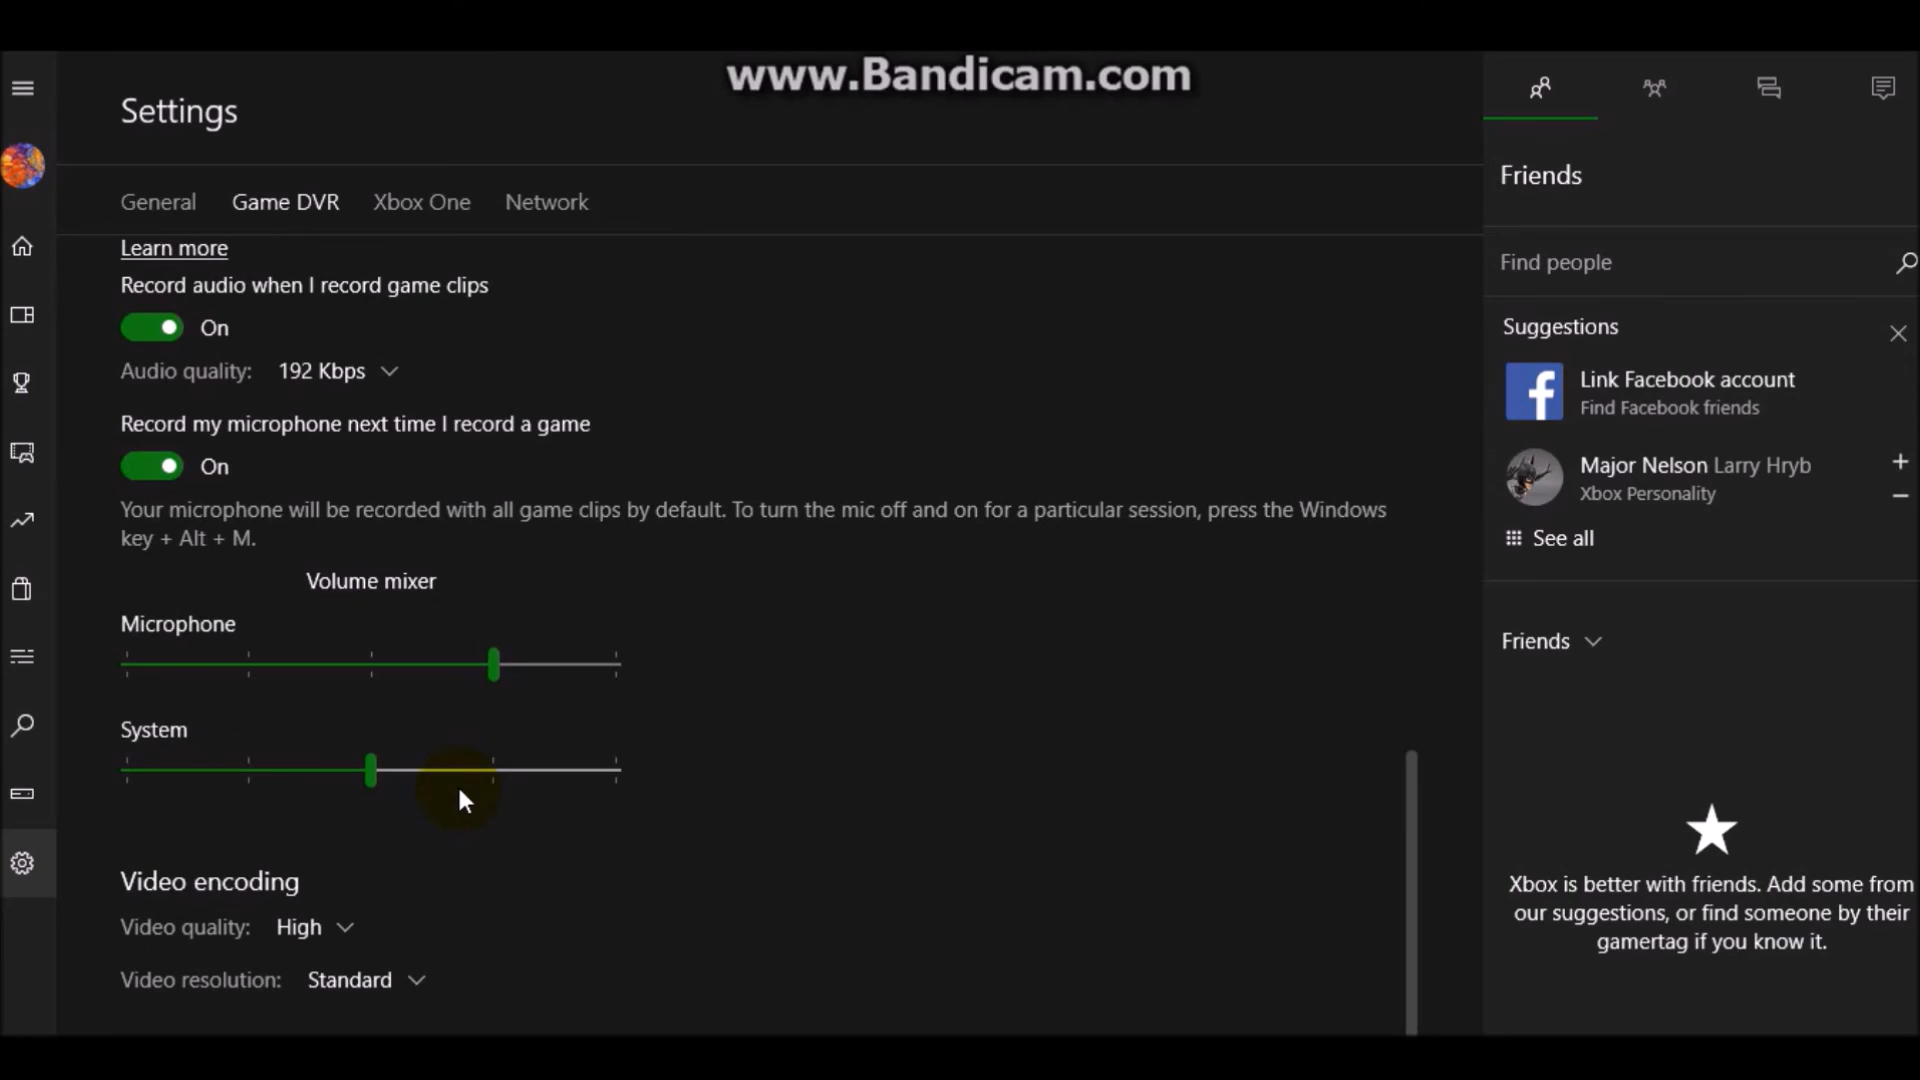 www.Bandicam.com
Settings
General Game DVR Xbox One Network
Learn more
Record audio when I record game clips
On
Audio quality: 192 Kbps
Record my microphone next time I record a game
On
Your microphone will be recorded with all game clips by default. To turn the mic off and on for a particular session, press the Windows
key + Alt + M.
Volume mixer
Microphone
System
Video encoding
Video quality: High
Video resolution: Standard
Friends
Find people
Suggestions
Link Facebook account
Find Facebook friends
Major Nelson Larry Hryb
Xbox Personality
See all
Friends
Xbox is better with friends. Add some from
our suggestions, or find someone by their
gamertag if you know it.